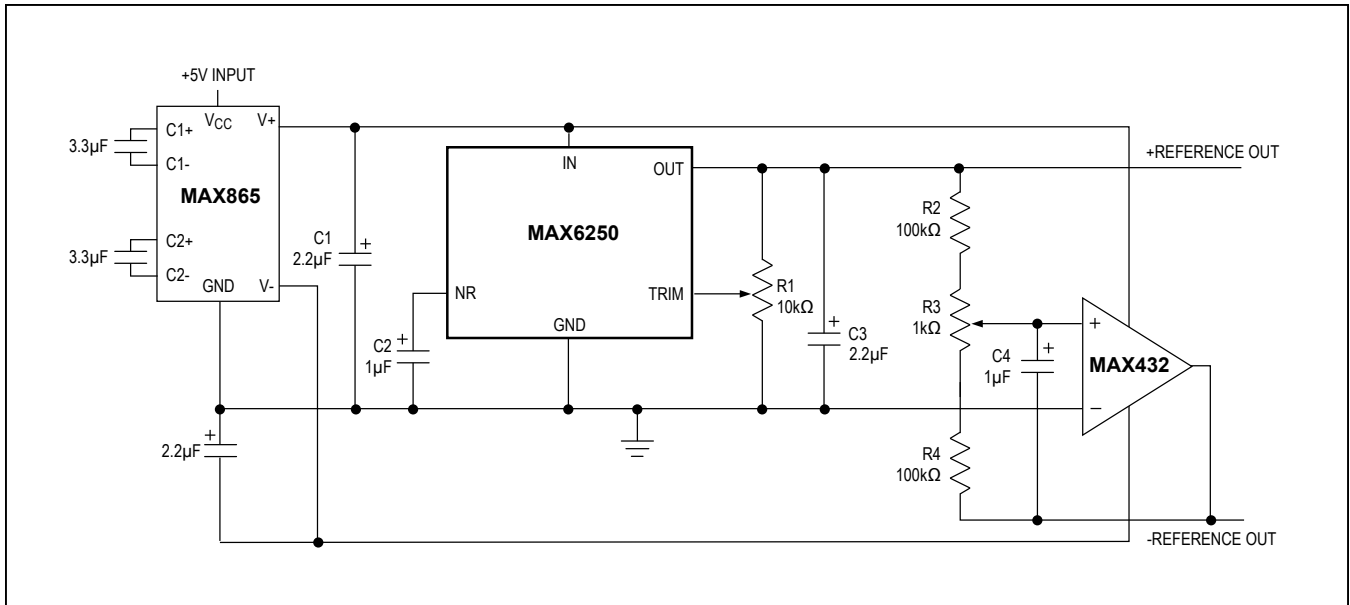 +5V INPUT
VCC
V+
C1+
3.3µF
C1-
MAX865
C2+
3.3µF
C2-
GND
V-
C1
2.2µF
+
IN
OUT
MAX6250
NR
TRIM
GND
+
C2
1µF
R1
10kΩ
+
C3
2.2µF
+REFERENCE OUT
R2
100kΩ
R3
1kΩ
+
C4
1µF
R4
100kΩ
+
MAX432
−
+
2.2µF
-REFERENCE OUT